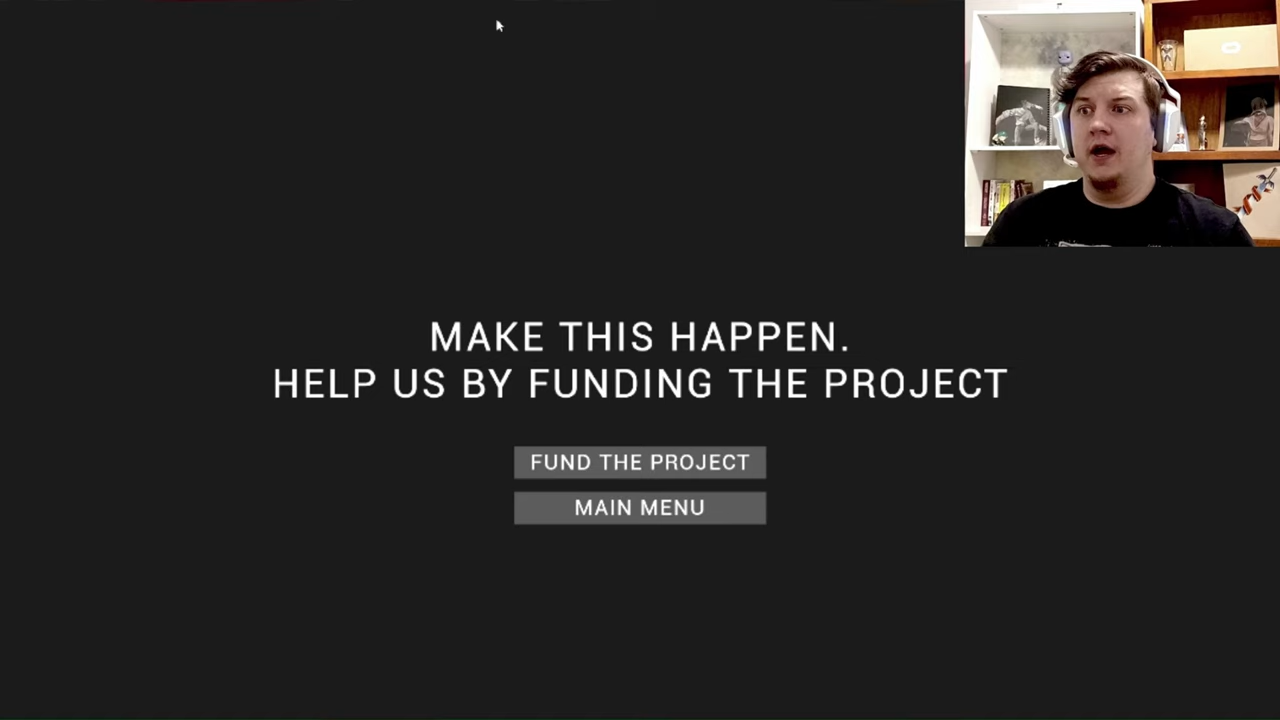 MAKE THIS HAPPEN.
HELP US BY FUNDING THE PROJECT
FUND THE PROJECT
MAIN MENU